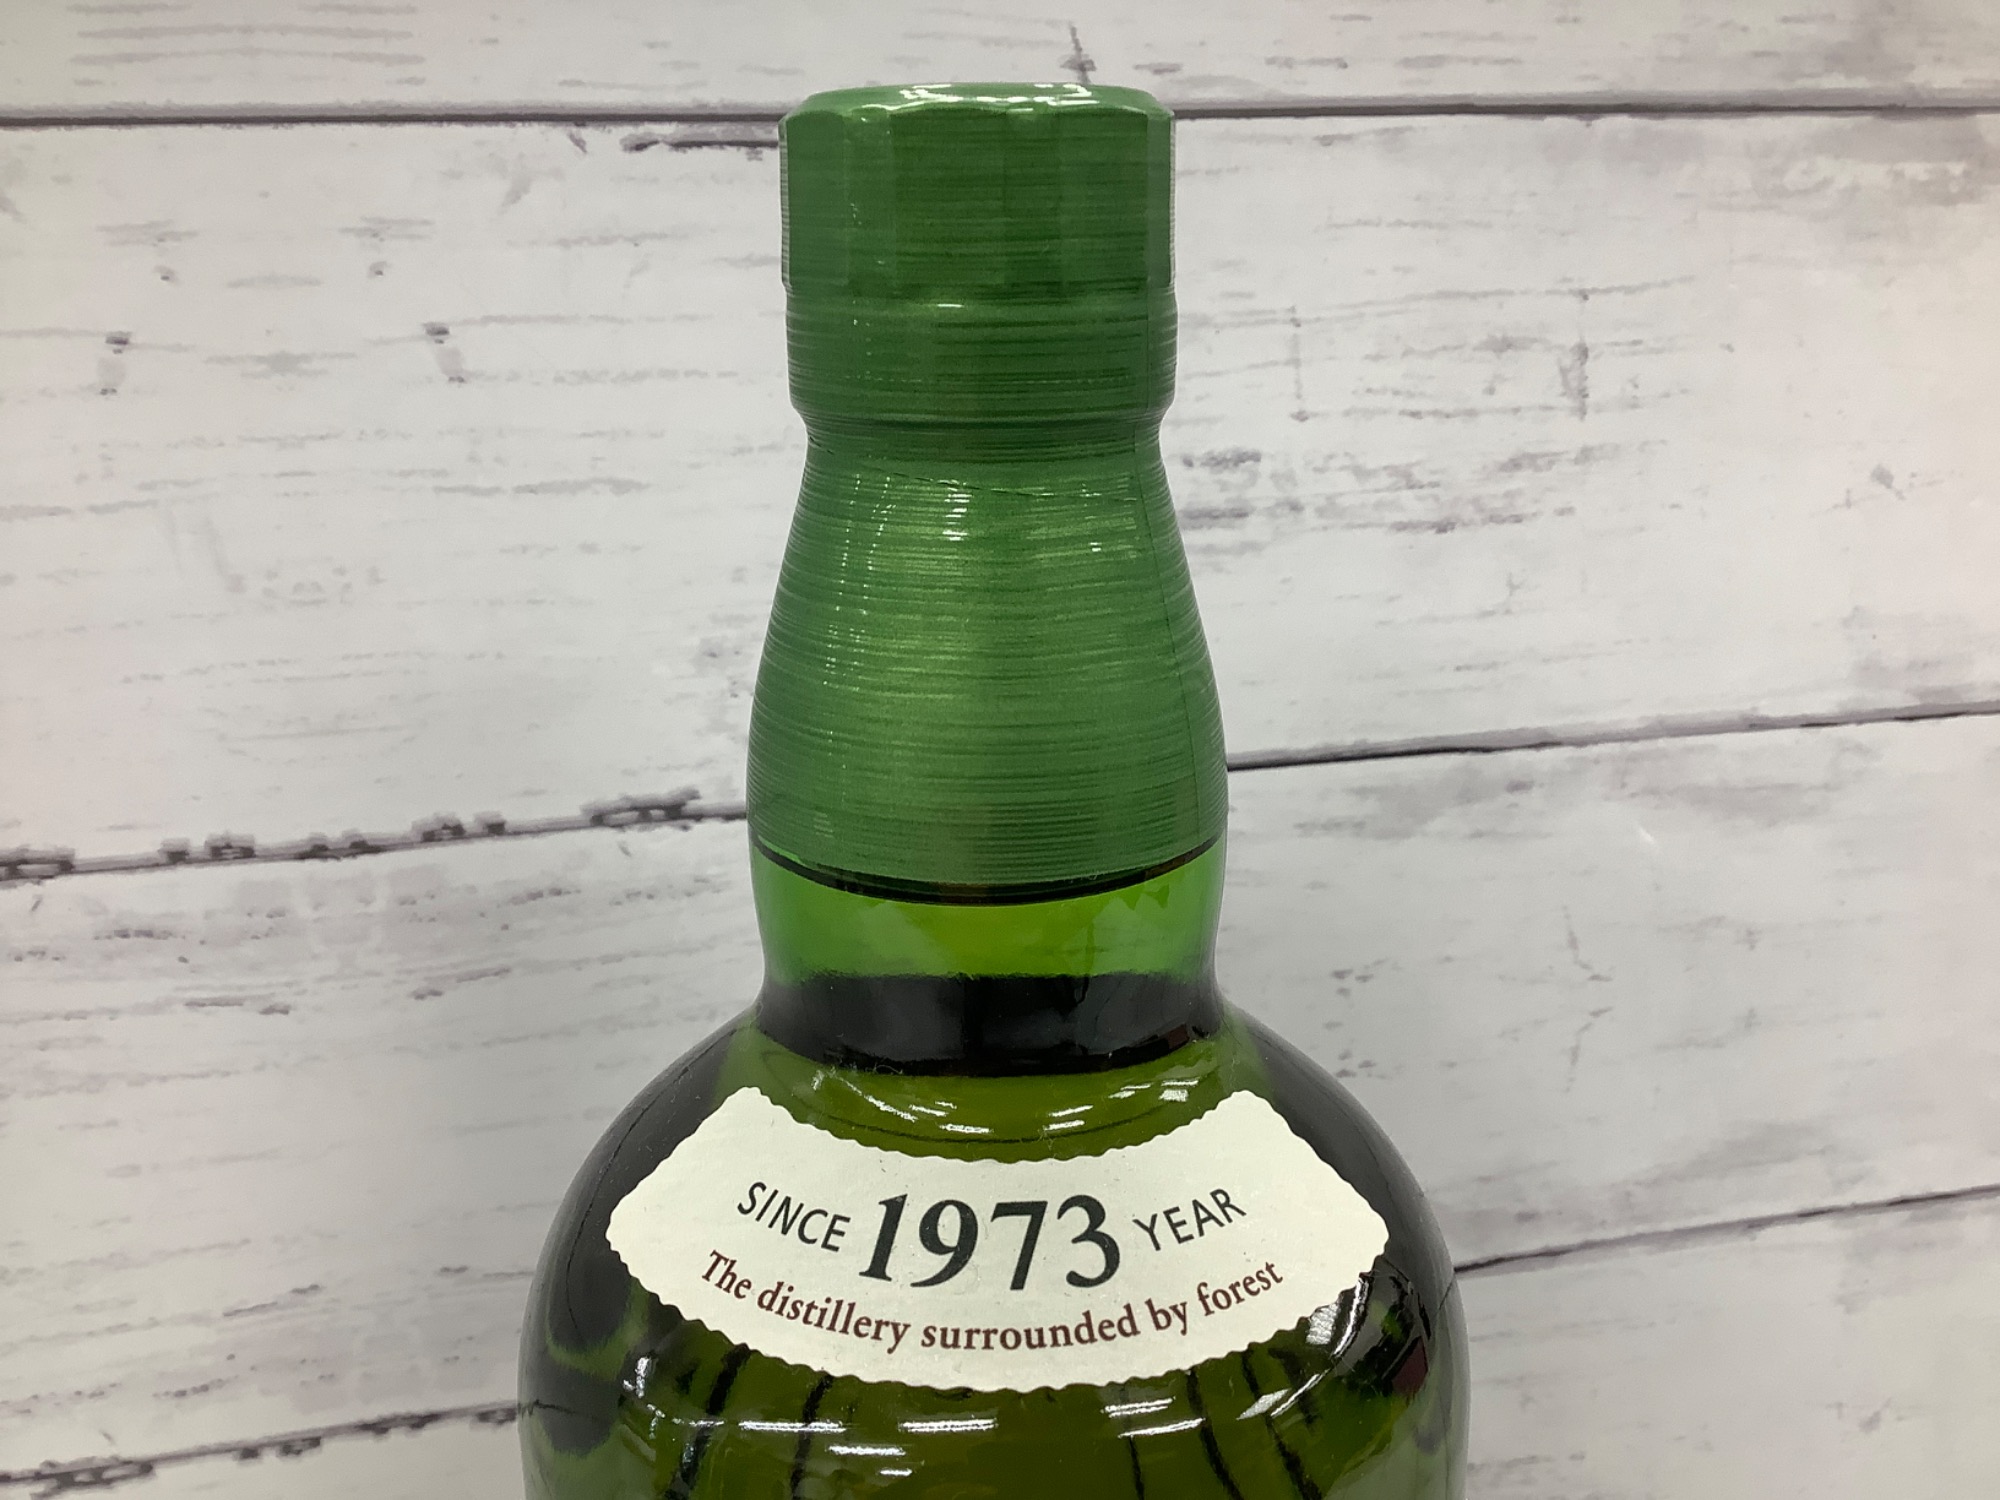 SINCE 1973 YEAR
The distillery surrounded by forest